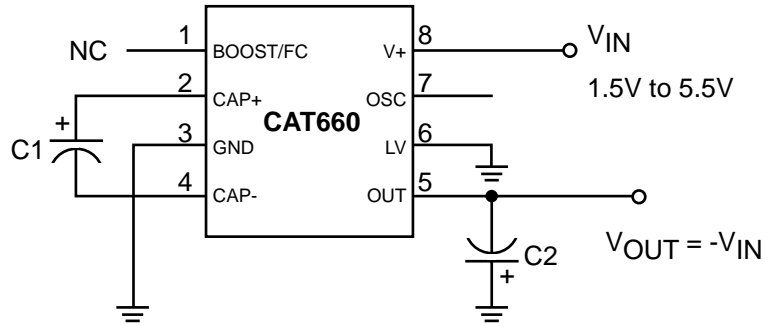 NC 1 BOOST/FC V+ 8 VIN
2 CAP+ OSC 7 1.5V to 5.5V
CAT660
+ C1 3 GND LV 6
4 CAP- OUT 5
C2 VOUT = -VIN
+